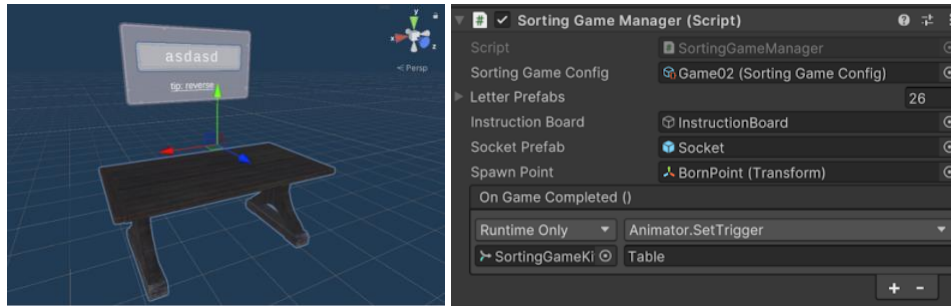 asdasd
tip: reverse
y
x
z
Persp
# Sorting Game Manager (Script)
Script SortingGameManager
Sorting Game Config Game02 (Sorting Game Config)
Letter Prefabs 26
Instruction Board InstructionBoard
Socket Prefab Socket
Spawn Point BornPoint (Transform)
On Game Completed ()
Runtime Only Animator.SetTrigger
SortingGameKi Table
+ -